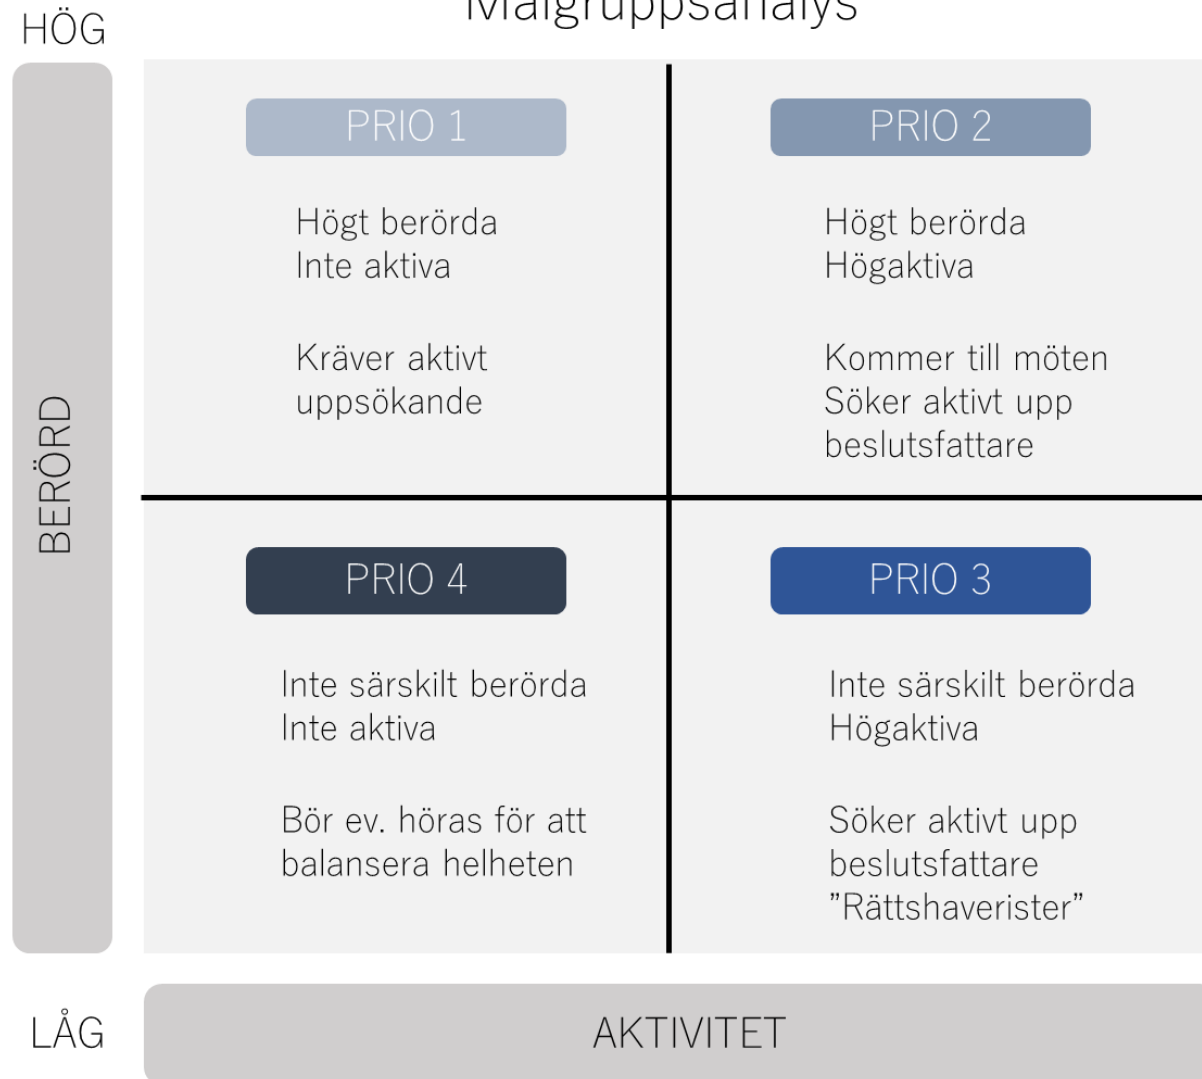 Målgruppsanalys
HÖG
PRIO 1
Högt berörda
Inte aktiva
Kräver aktivt
uppsökande
PRIO 2
Högt berörda
Högaktiva
Kommer till möten
Söker aktivt upp
beslutsfattare
BERÖRD
PRIO 4
Inte särskilt berörda
Inte aktiva
Bör ev. höras för att
balansera helheten
PRIO 3
Inte särskilt berörda
Högaktiva
Söker aktivt upp
beslutsfattare
”Rättshaverister”
LÅG
AKTIVITET